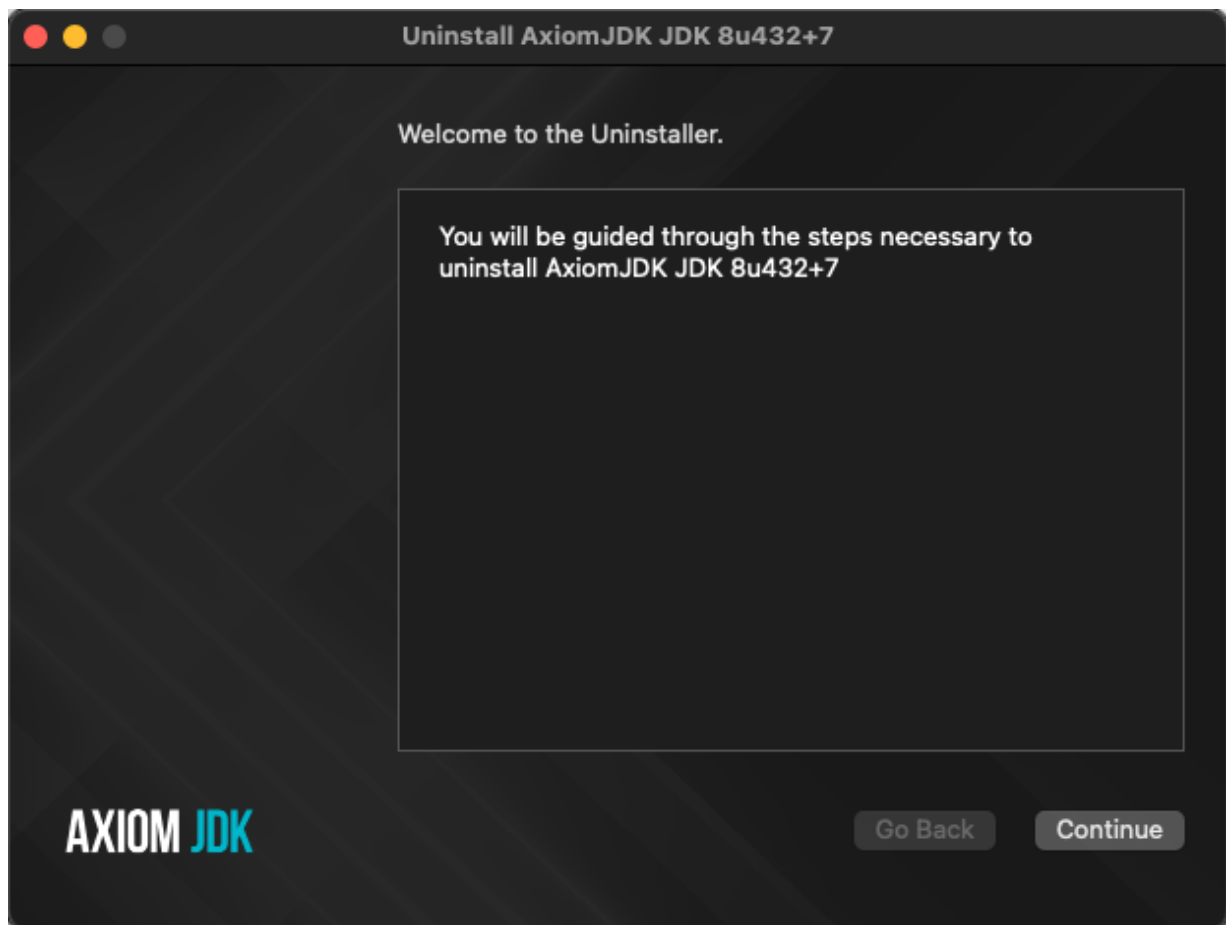 Uninstall AxiomJDK JDK 8u432+7
Welcome to the Uninstaller.
You will be guided through the steps necessary to
uninstall AxiomJDK JDK 8u432+7
AXIOM JDK
Go Back
Continue